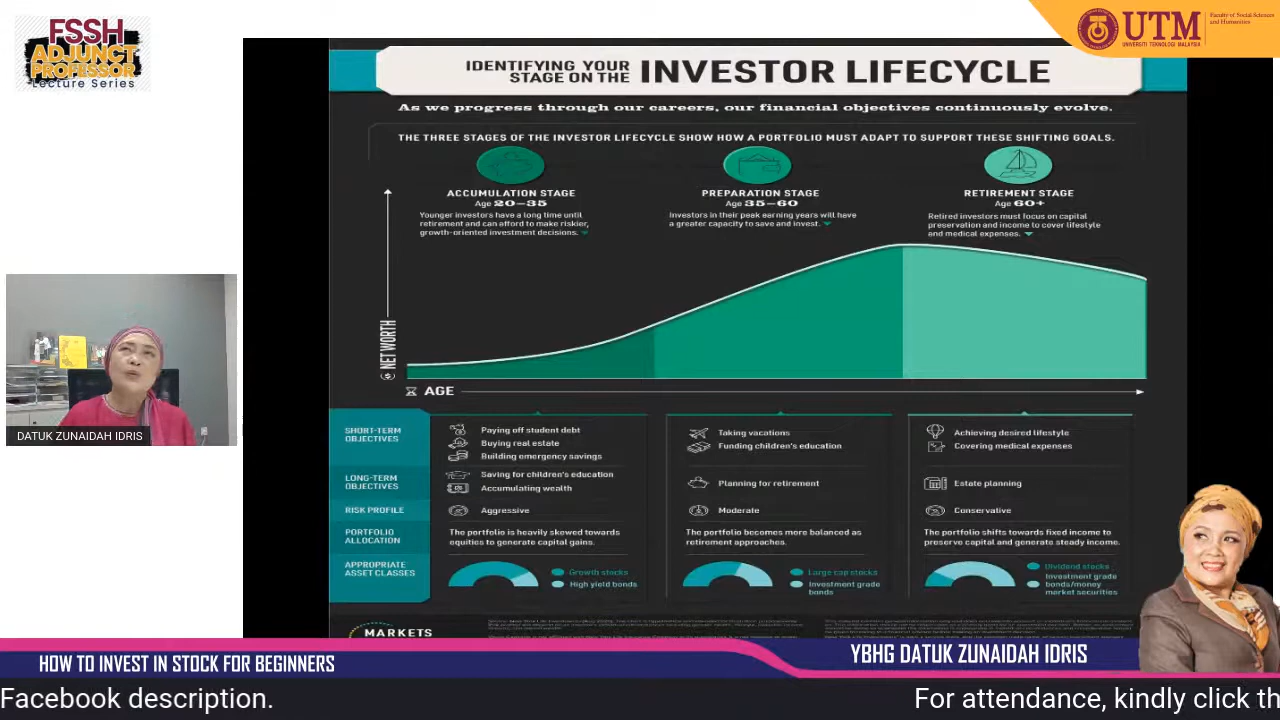 FSSH
ADJUNCT
PROFESSOR
Lecture Series
UTM
UNIVERSITI TEKNOLOGI MALAYSIA
Faculty of Social Sciences
and Humanities
IDENTIFYING YOUR
STAGE ON THE
INVESTOR LIFECYCLE
As we progress through our careers, our financial objectives continuously evolve.
THE THREE STAGES OF THE INVESTOR LIFECYCLE SHOW HOW A PORTFOLIO MUST ADAPT TO SUPPORT THESE SHIFTING GOALS.
ACCUMULATION STAGE
Age 20–35
Younger investors have a long time until
retirement and can afford to make riskier,
growth-oriented investment decisions.
PREPARATION STAGE
Age 35–60
Investors in their peak earning years will have
a greater capacity to save and invest.
RETIREMENT STAGE
Age 60+
Retired investors must focus on capital
preservation and income to cover lifestyle
and medical expenses.
NET WORTH
AGE
SHORT-TERM
OBJECTIVES
Paying off student debt
Buying real estate
Building emergency savings
Taking vacations
Funding children's education
Achieving desired lifestyle
Covering medical expenses
LONG-TERM
OBJECTIVES
Saving for children's education
Accumulating wealth
Planning for retirement
Estate planning
RISK PROFILE
Aggressive
Moderate
Conservative
PORTFOLIO
ALLOCATION
The portfolio is heavily skewed towards
equities to generate capital gains.
The portfolio becomes more balanced as
retirement approaches.
The portfolio shifts towards fixed income to
preserve capital and generate steady income.
APPROPRIATE
ASSET CLASSES
Growth stocks
High yield bonds
Large cap stocks
Investment grade
bonds
Dividend stocks
Investment grade
bonds/money
market securities
MARKETS
DATUK ZUNAIDAH IDRIS
HOW TO INVEST IN STOCK FOR BEGINNERS
YBHG DATUK ZUNAIDAH IDRIS
Facebook description.
For attendance, kindly click th